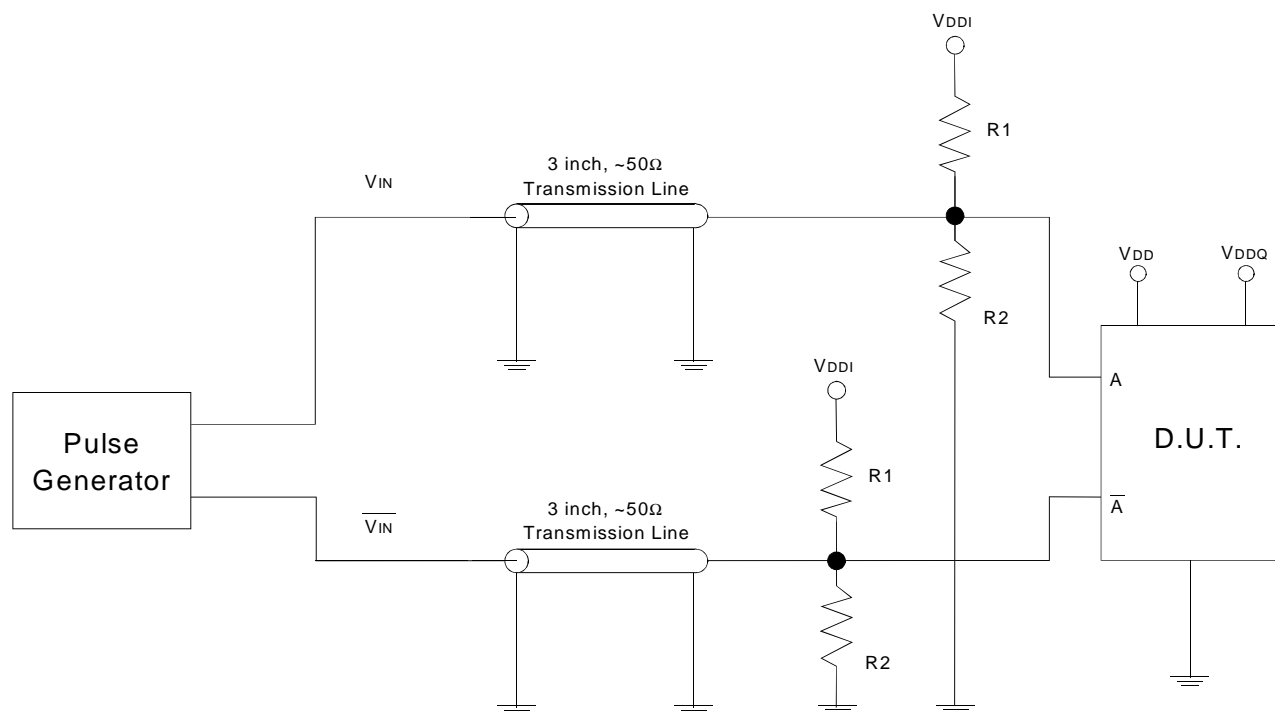 VDDI
R1
3 inch, ~50Ω
Transmission Line
VIN
VDD
VDDQ
R2
A
VDDI
D.U.T.
Pulse
Generator
R1
A̅
3 inch, ~50Ω
Transmission Line
V̅I̅N̅
R2